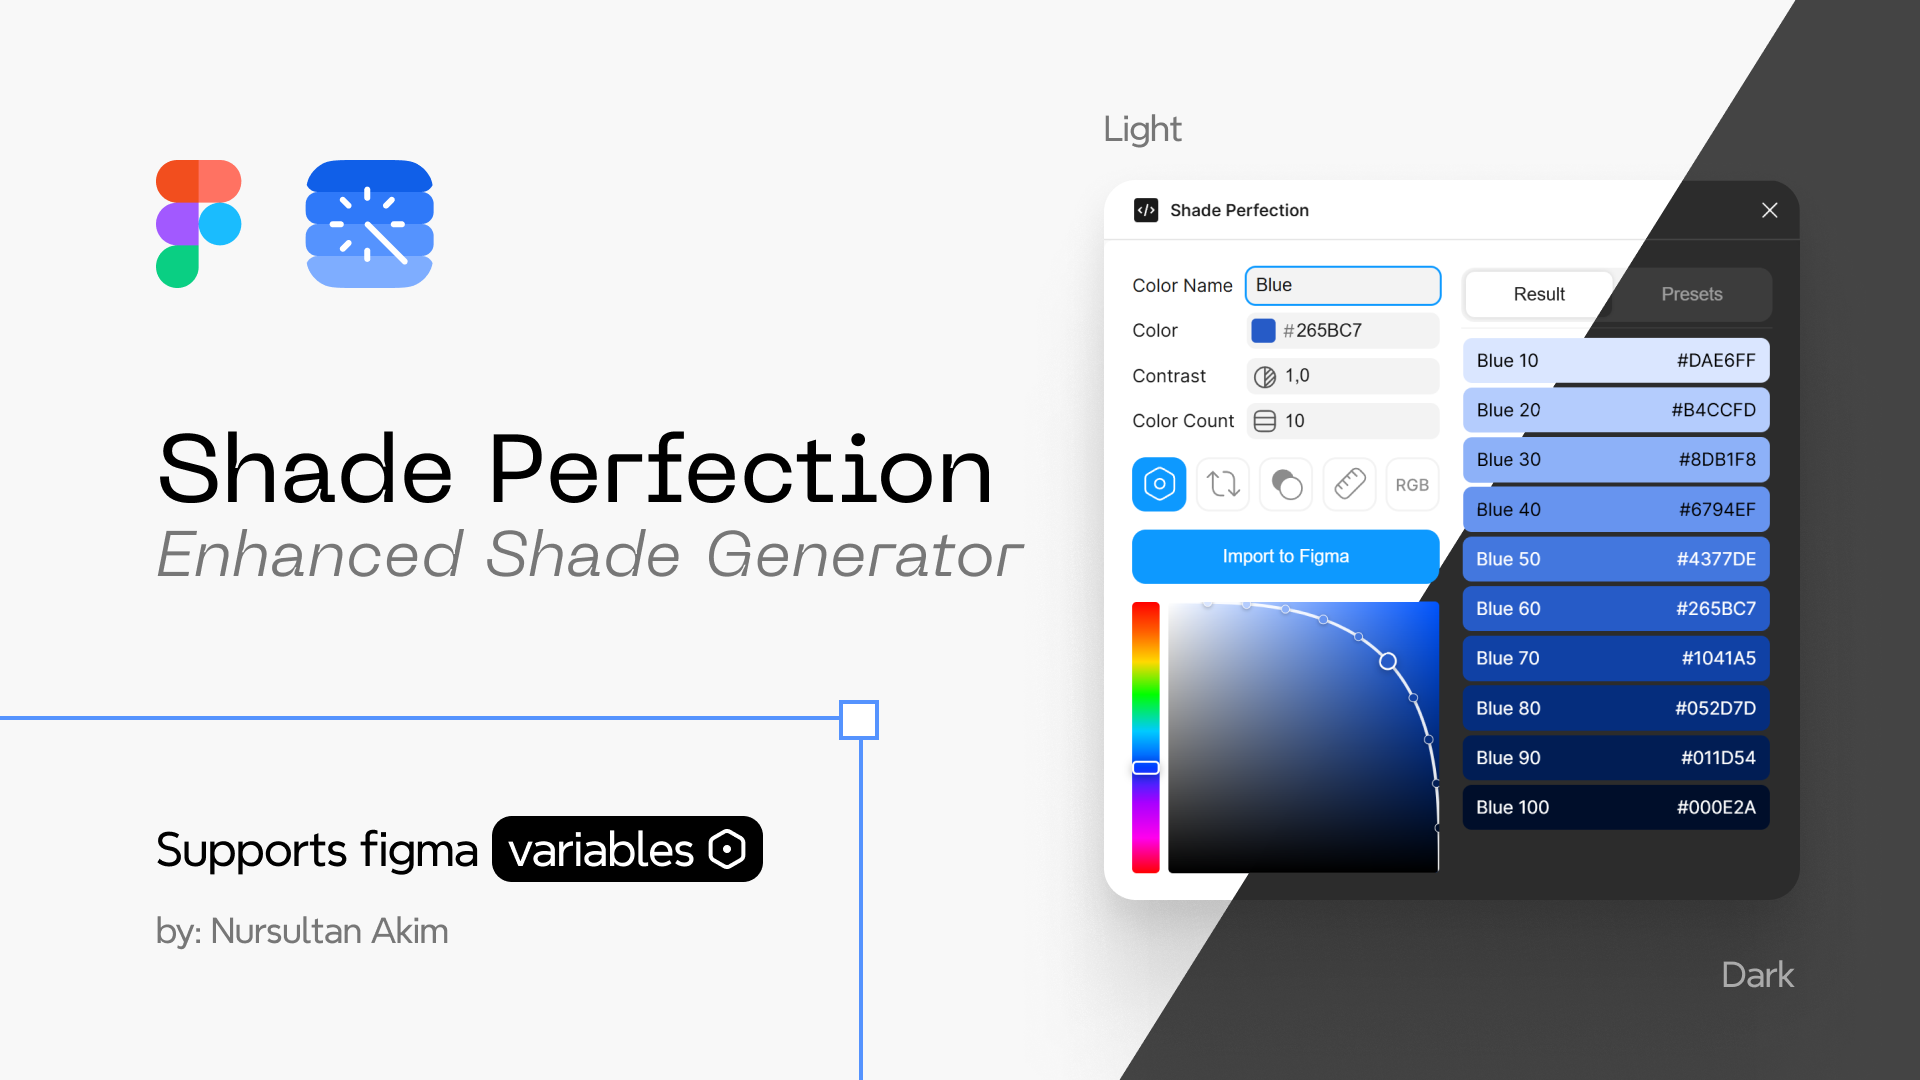 Shade Perfection
Enhanced Shade Generator
Supports figma variables
by: Nursultan Akim
Light
Shade Perfection
Color Name Blue
Color #265BC7
Contrast 1,0
Color Count 10
RGB
Import to Figma
Result Presets
Blue 10 #DAE6FF
Blue 20 #B4CCFD
Blue 30 #8DB1F8
Blue 40 #6794EF
Blue 50 #4377DE
Blue 60 #265BC7
Blue 70 #1041A5
Blue 80 #052D7D
Blue 90 #011D54
Blue 100 #000E2A
Dark